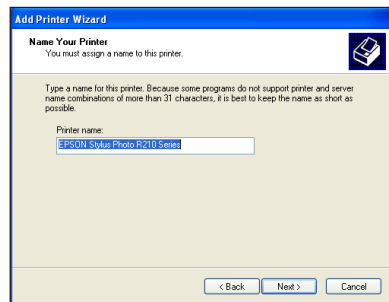 Add Printer Wizard
Name Your Printer
You must assign a name to this printer.
Type a name for this printer. Because some programs do not support printer and server
name combinations of more than 31 characters, it is best to keep the name as short as
possible.
Printer name:
EPSON Stylus Photo R210 Series
< Back
Next >
Cancel